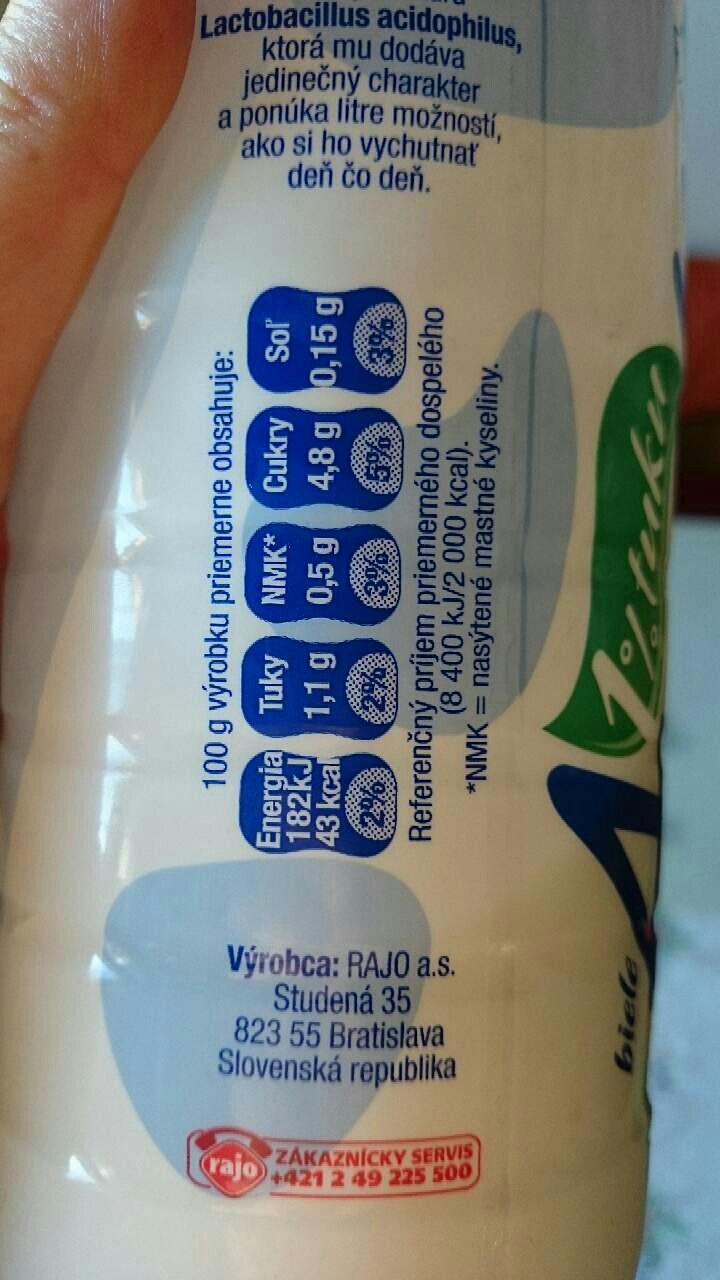 Lactobacillus acidophilus,
ktorá mu dodáva
jedinečný charakter
a ponúka litre možností,
ako si ho vychutnať
deň čo deň.
100 g výrobku priemerne obsahuje:
Energia
182kJ
43 kcal
2%
Tuky
1,1 g
2%
NMK*
0,5 g
3%
Cukry
4,8 g
5%
Soľ
0,15 g
3%
Referenčný príjem priemerného dospelého
(8 400 kJ/2 000 kcal).
*NMK = nasýtené mastné kyseliny.
1% tuku
biele
Výrobca: RAJO a.s.
Studená 35
823 55 Bratislava
Slovenská republika
rajo
ZÁKAZNÍCKY SERVIS
+421 2 49 225 500